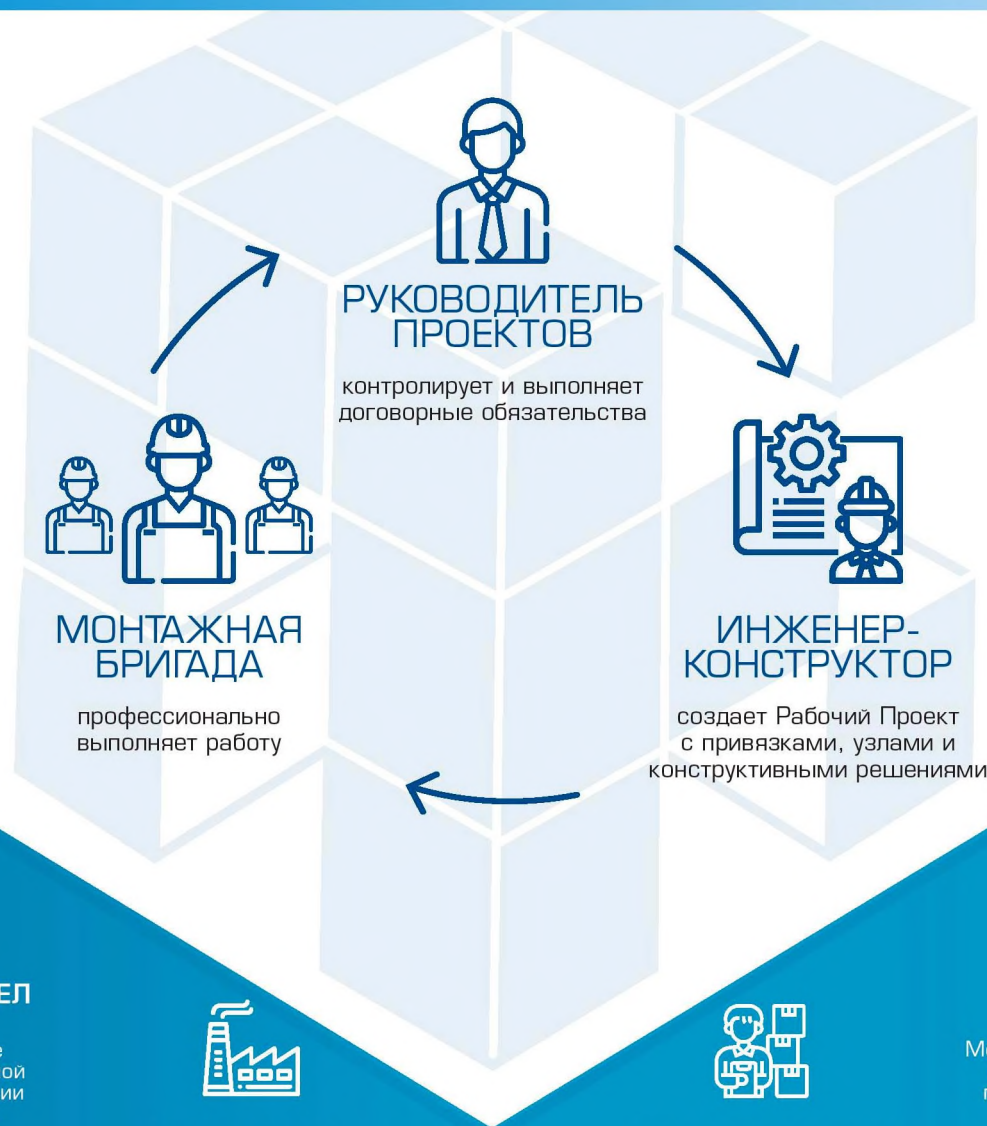 РУКОВОДИТЕЛЬ
ПРОЕКТОВ
контролирует и выполняет
договорные обязательства
МОНТАЖНАЯ
БРИГАДА
профессионально
выполняет работу
ИНЖЕНЕР-
КОНСТРУКТОР
создает Рабочий Проект
с привязками, узлами и
конструктивными решениями